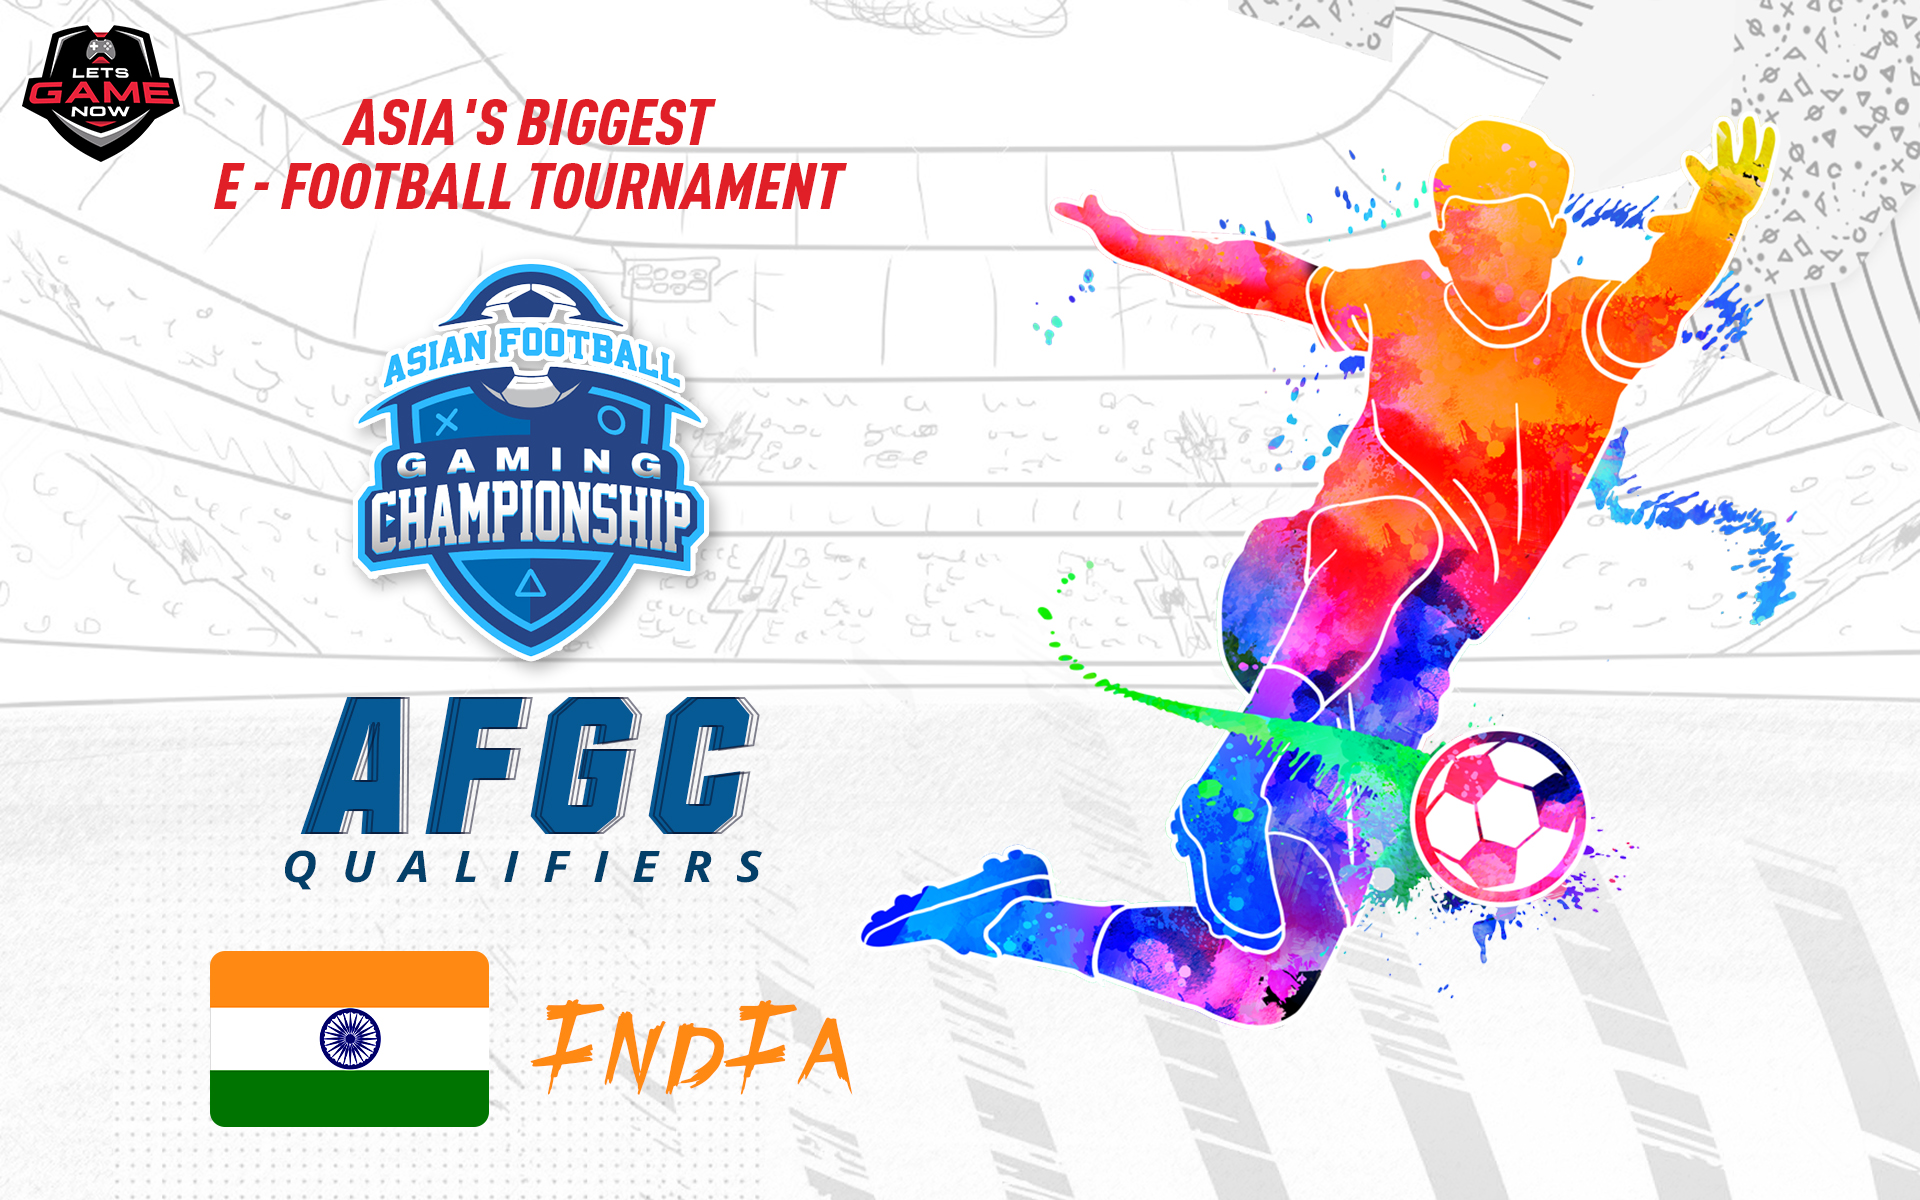 LETS
GAME
NOW
ASIA'S BIGGEST
E - FOOTBALL TOURNAMENT
ASIAN FOOTBALL
GAMING
CHAMPIONSHIP
AFGC
QUALIFIERS
INDIA